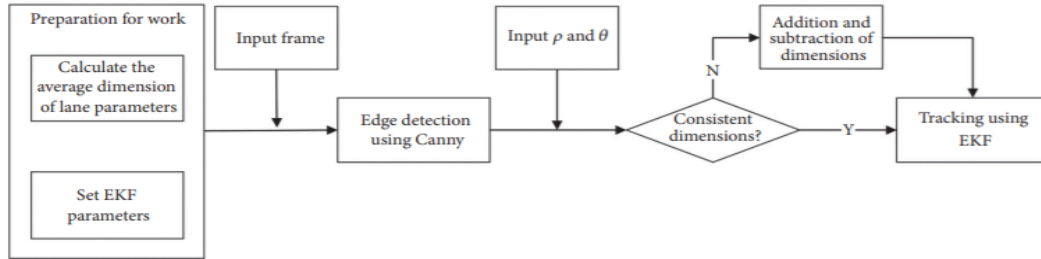 Preparation for work
Calculate the
average dimension
of lane parameters
Set EKF
parameters
Input frame
Edge detection
using Canny
Input ρ and θ
Consistent
dimensions?
N
Addition and
subtraction of
dimensions
Y
Tracking using
EKF